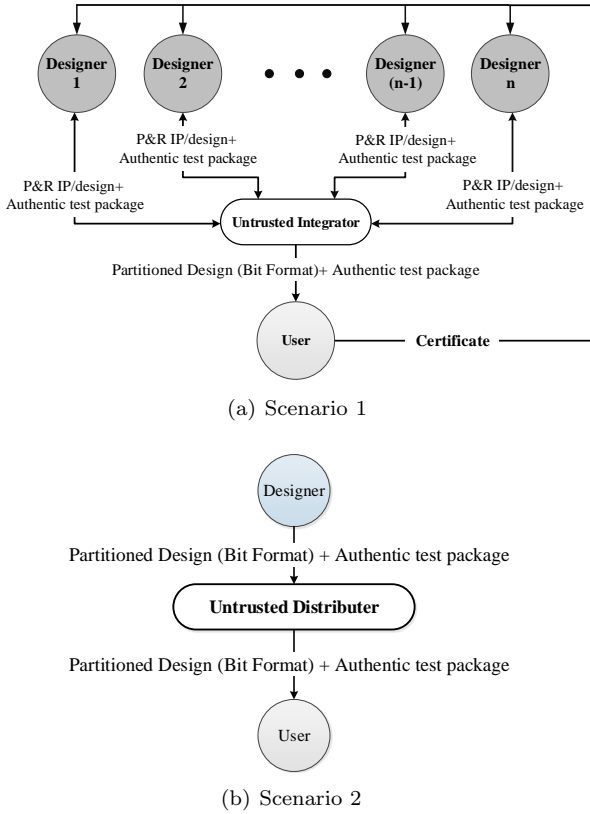 Designer
1
Designer
2
Designer
(n-1)
Designer
n
P&R IP/design+
Authentic test package
P&R IP/design+
Authentic test package
P&R IP/design+
Authentic test package
P&R IP/design+
Authentic test package
Untrusted Integrator
Partitioned Design (Bit Format)+ Authentic test package
User
Certificate
(a) Scenario 1
Designer
Partitioned Design (Bit Format) + Authentic test package
Untrusted Distributer
Partitioned Design (Bit Format) + Authentic test package
User
(b) Scenario 2